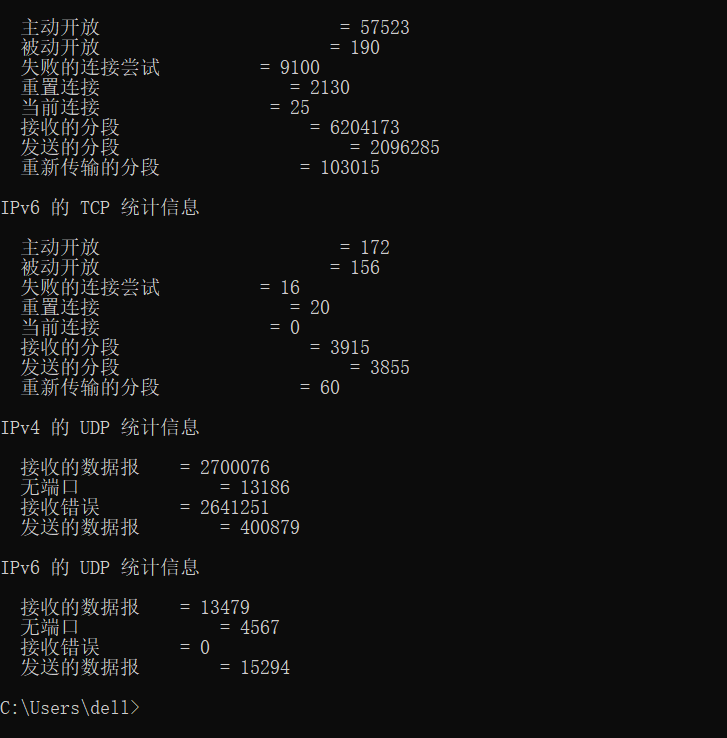 主动开放 = 57523
被动开放 = 190
失败的连接尝试 = 9100
重置连接 = 2130
当前连接 = 25
接收的分段 = 6204173
发送的分段 = 2096285
重新传输的分段 = 103015
IPv6 的 TCP 统计信息
主动开放 = 172
被动开放 = 156
失败的连接尝试 = 16
重置连接 = 20
当前连接 = 0
接收的分段 = 3915
发送的分段 = 3855
重新传输的分段 = 60
IPv4 的 UDP 统计信息
接收的数据报 = 2700076
无端口 = 13186
接收错误 = 2641251
发送的数据报 = 400879
IPv6 的 UDP 统计信息
接收的数据报 = 13479
无端口 = 4567
接收错误 = 0
发送的数据报 = 15294
C:\Users\dell>